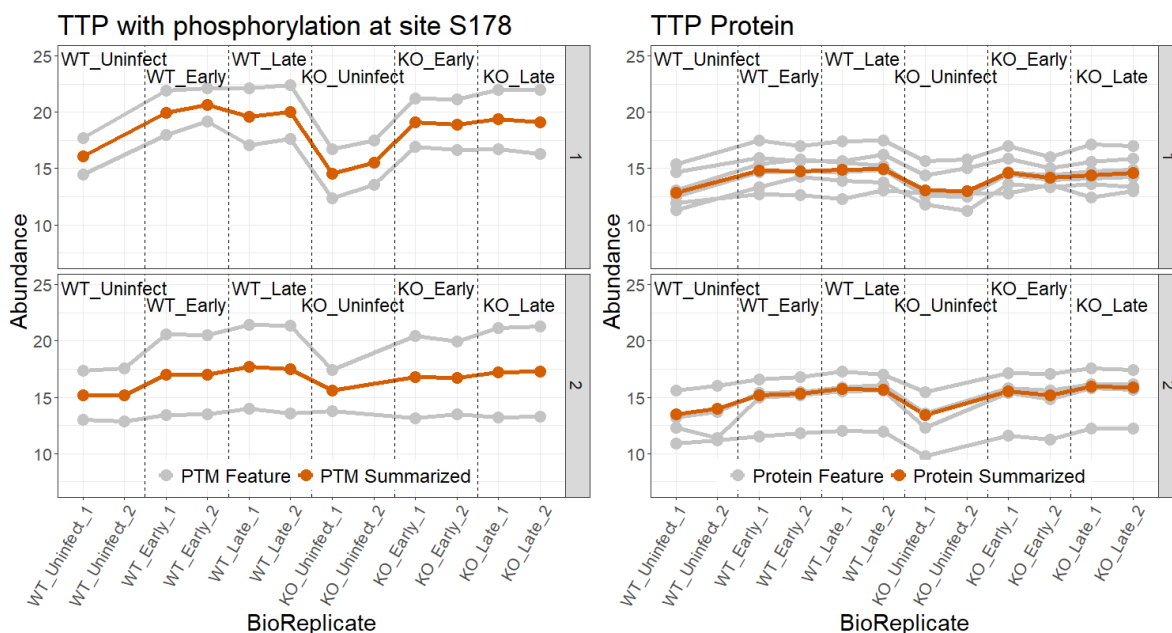 TTP with phosphorylation at site S178
Abundance
25
20
15
10
WT_Uninfect
WT_Early
WT_Late
KO_Uninfect
KO_Early
KO_Late
1
25
20
15
10
WT_Uninfect
WT_Early
WT_Late
KO_Uninfect
KO_Early
KO_Late
2
PTM Feature PTM Summarized
WT_Uninfect_1
WT_Uninfect_2
WT_Early_1
WT_Early_2
WT_Late_1
WT_Late_2
KO_Uninfect_1
KO_Uninfect_2
KO_Early_1
KO_Early_2
KO_Late_1
KO_Late_2
BioReplicate
TTP Protein
Abundance
25
20
15
10
WT_Uninfect
WT_Early
WT_Late
KO_Uninfect
KO_Early
KO_Late
1
25
20
15
10
WT_Uninfect
WT_Early
WT_Late
KO_Uninfect
KO_Early
KO_Late
2
Protein Feature Protein Summarized
WT_Uninfect_1
WT_Uninfect_2
WT_Early_1
WT_Early_2
WT_Late_1
WT_Late_2
KO_Uninfect_1
KO_Uninfect_2
KO_Early_1
KO_Early_2
KO_Late_1
KO_Late_2
BioReplicate